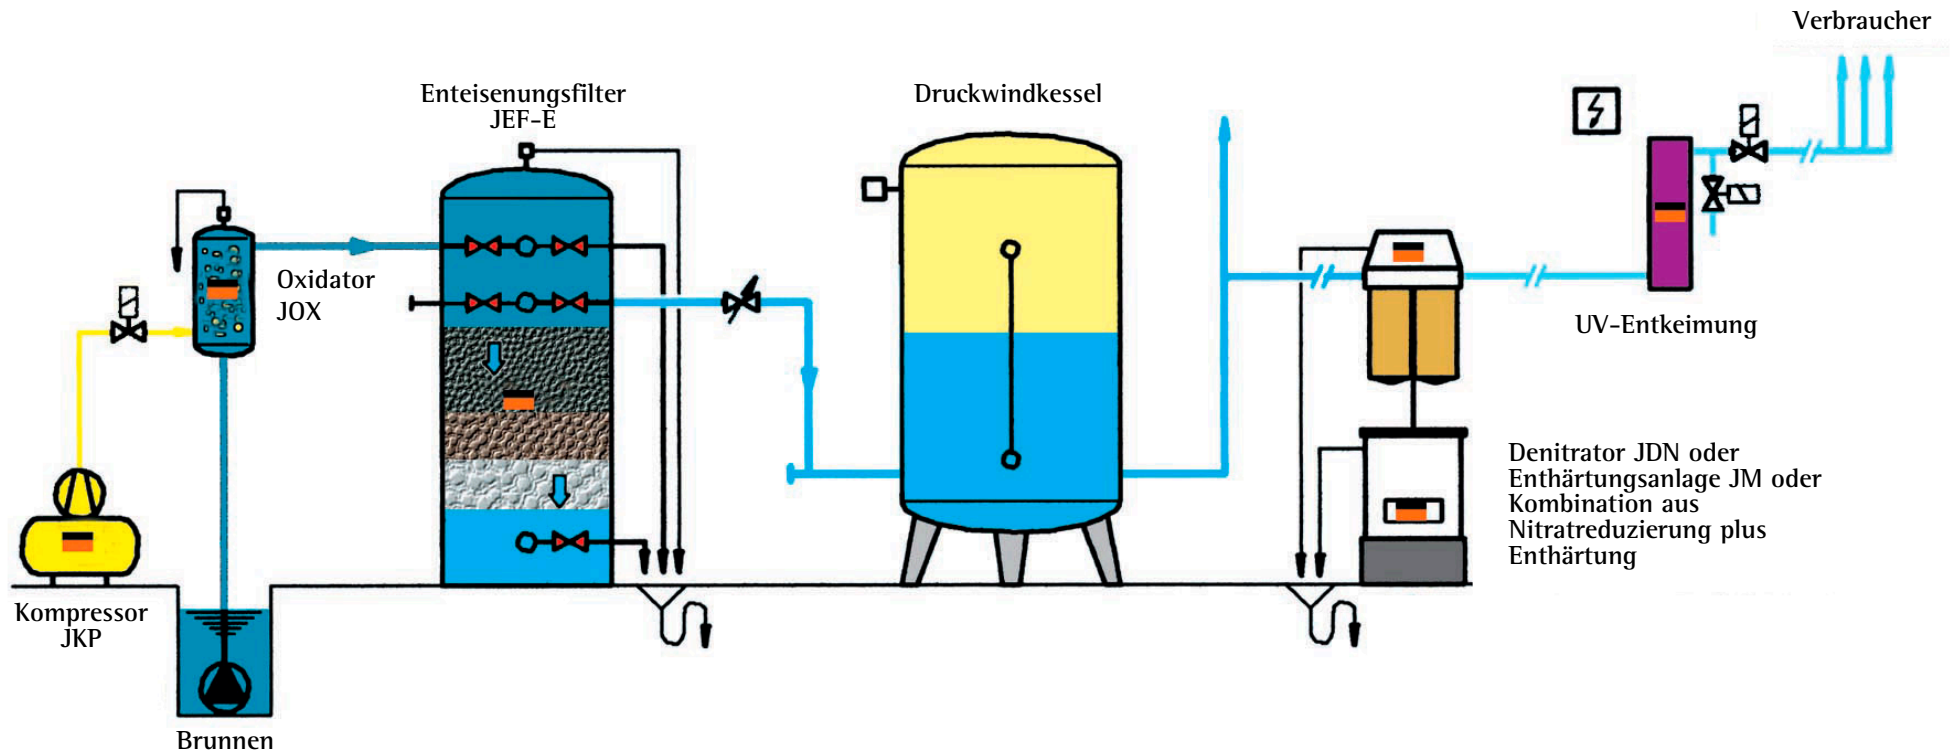 Verbraucher
Enteisenungsfilter
JEF-E
Druckwindkessel
Oxidator
JOX
UV-Entkeimung
Denitrator JDN oder
Enthärtungsanlage JM oder
Kombination aus
Nitratreduzierung plus
Enthärtung
Kompressor
JKP
Brunnen